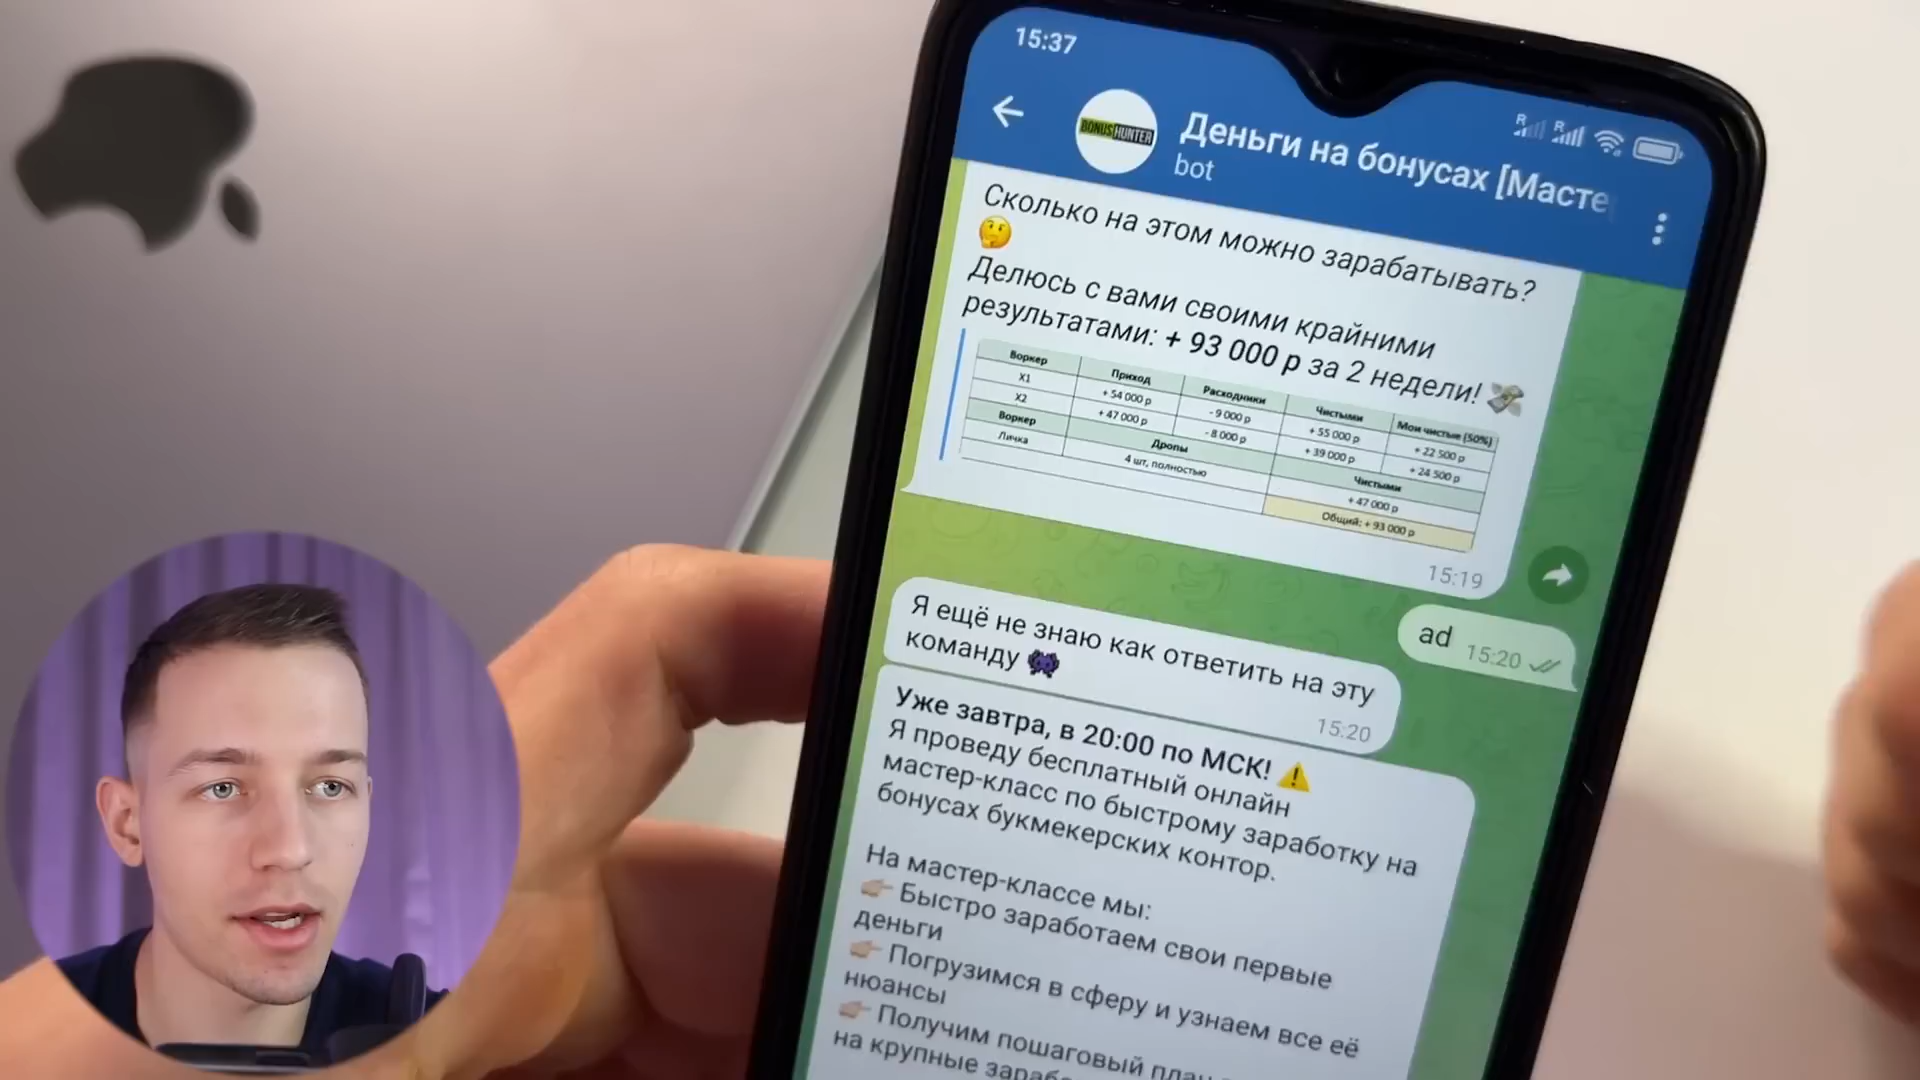 15:37
BONUS HUNTER
Деньги на бонусах [Масте
bot
Сколько на этом можно зарабатывать?
🤔
Делюсь с вами своими крайними
результатами: + 93 000 р за 2 недели! 💸
Воркер Приход Расходники Чистыми Мои чистые (50%)
X1 + 54 000 р - 9 000 р + 55 000 р + 22 500 р
X2 + 47 000 р - 8 000 р + 39 000 р + 24 500 р
Воркер Дропы Чистыми
Личка 4 шт, полностью + 47 000 р
Общий: + 93 000 р
15:19
ad 15:20
Я ещё не знаю как ответить на эту
команду 👾
15:20
Уже завтра, в 20:00 по МСК! ⚠️
Я проведу бесплатный онлайн
мастер-класс по быстрому заработку на
бонусах букмекерских контор.
На мастер-классе мы:
👉🏻 Быстро заработаем свои первые
деньги
👉🏻 Погрузимся в сферу и узнаем все её
нюансы
👉🏻 Получим пошаговый план
на крупные зараб